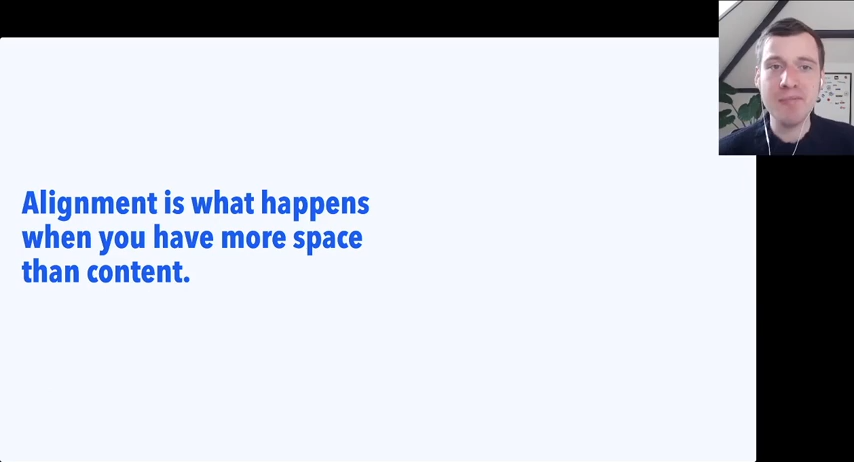 Alignment is what happens
when you have more space
than content.